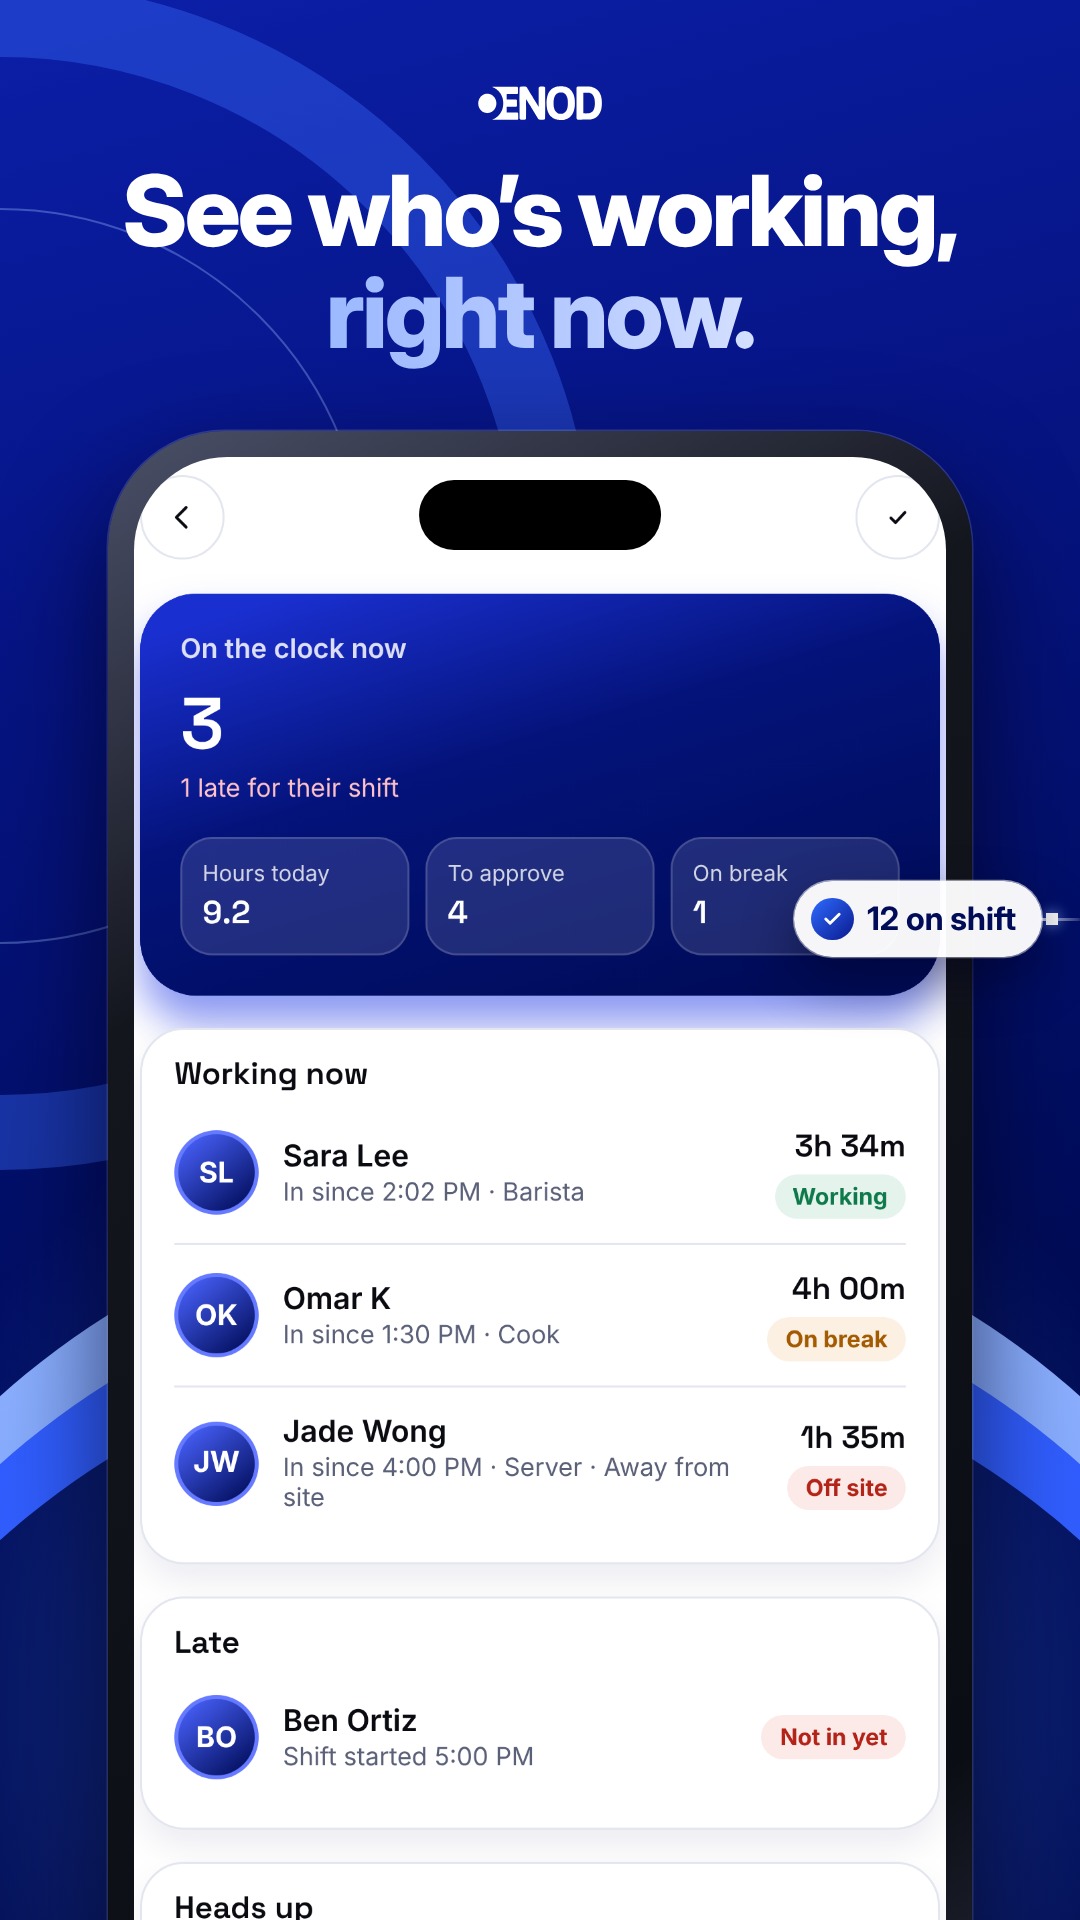 ENOD
See who's working,
right now.
On the clock now
3
1 late for their shift
Hours today
To approve
On break
9.2
4
1
12 on shift
Working now
SL
Sara Lee
In since 2:02 PM · Barista
3h 34m
Working
OK
Omar K
In since 1:30 PM · Cook
4h 00m
On break
JW
Jade Wong
In since 4:00 PM · Server · Away from
site
1h 35m
Off site
Late
BO
Ben Ortiz
Shift started 5:00 PM
Not in yet
Heads up